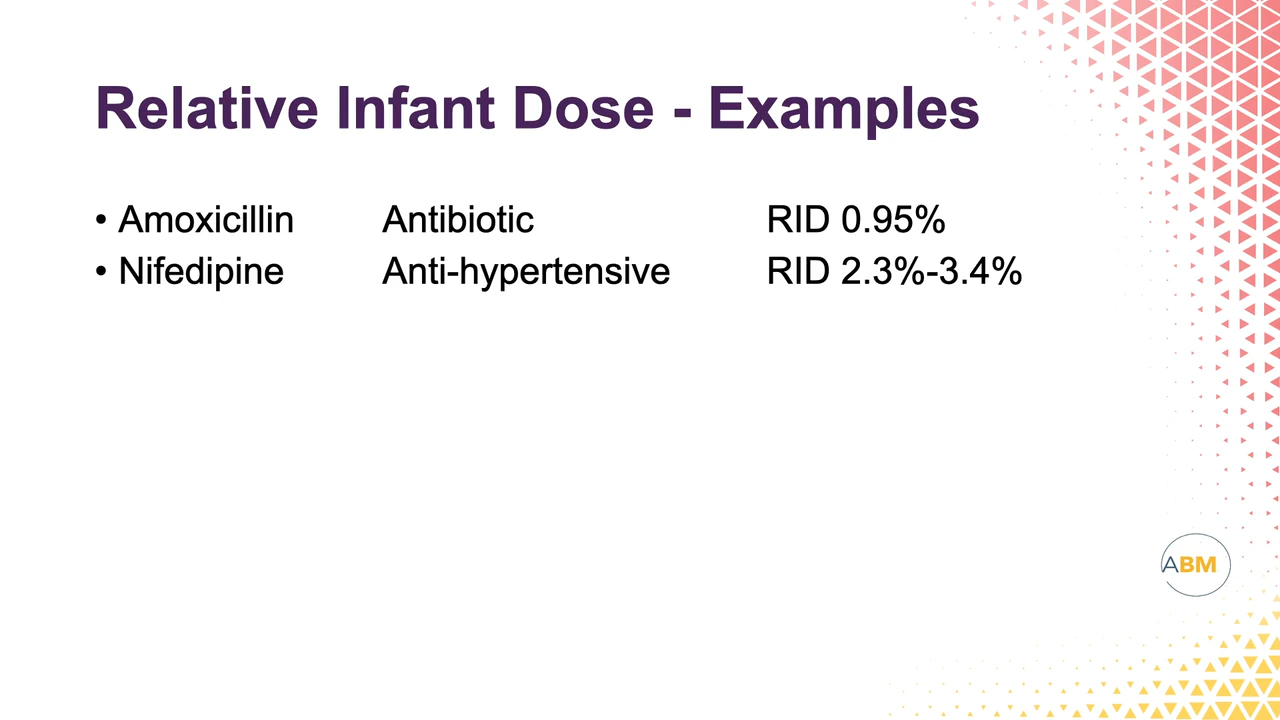 Relative Infant Dose - Examples
• Amoxicillin Antibiotic RID 0.95%
• Nifedipine Anti-hypertensive RID 2.3%-3.4%
ABM